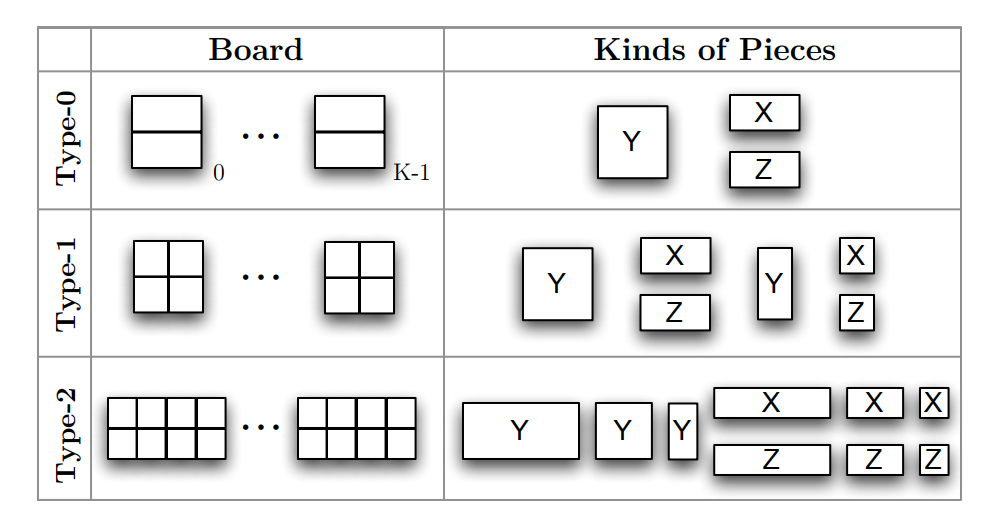 Board Kinds of Pieces
Type-0
... 0 ... K-1
Y
X
Z
Type-1
...
Y
X
Z
Y
X
Z
Type-2
...
Y Y Y
X X X
Z Z Z